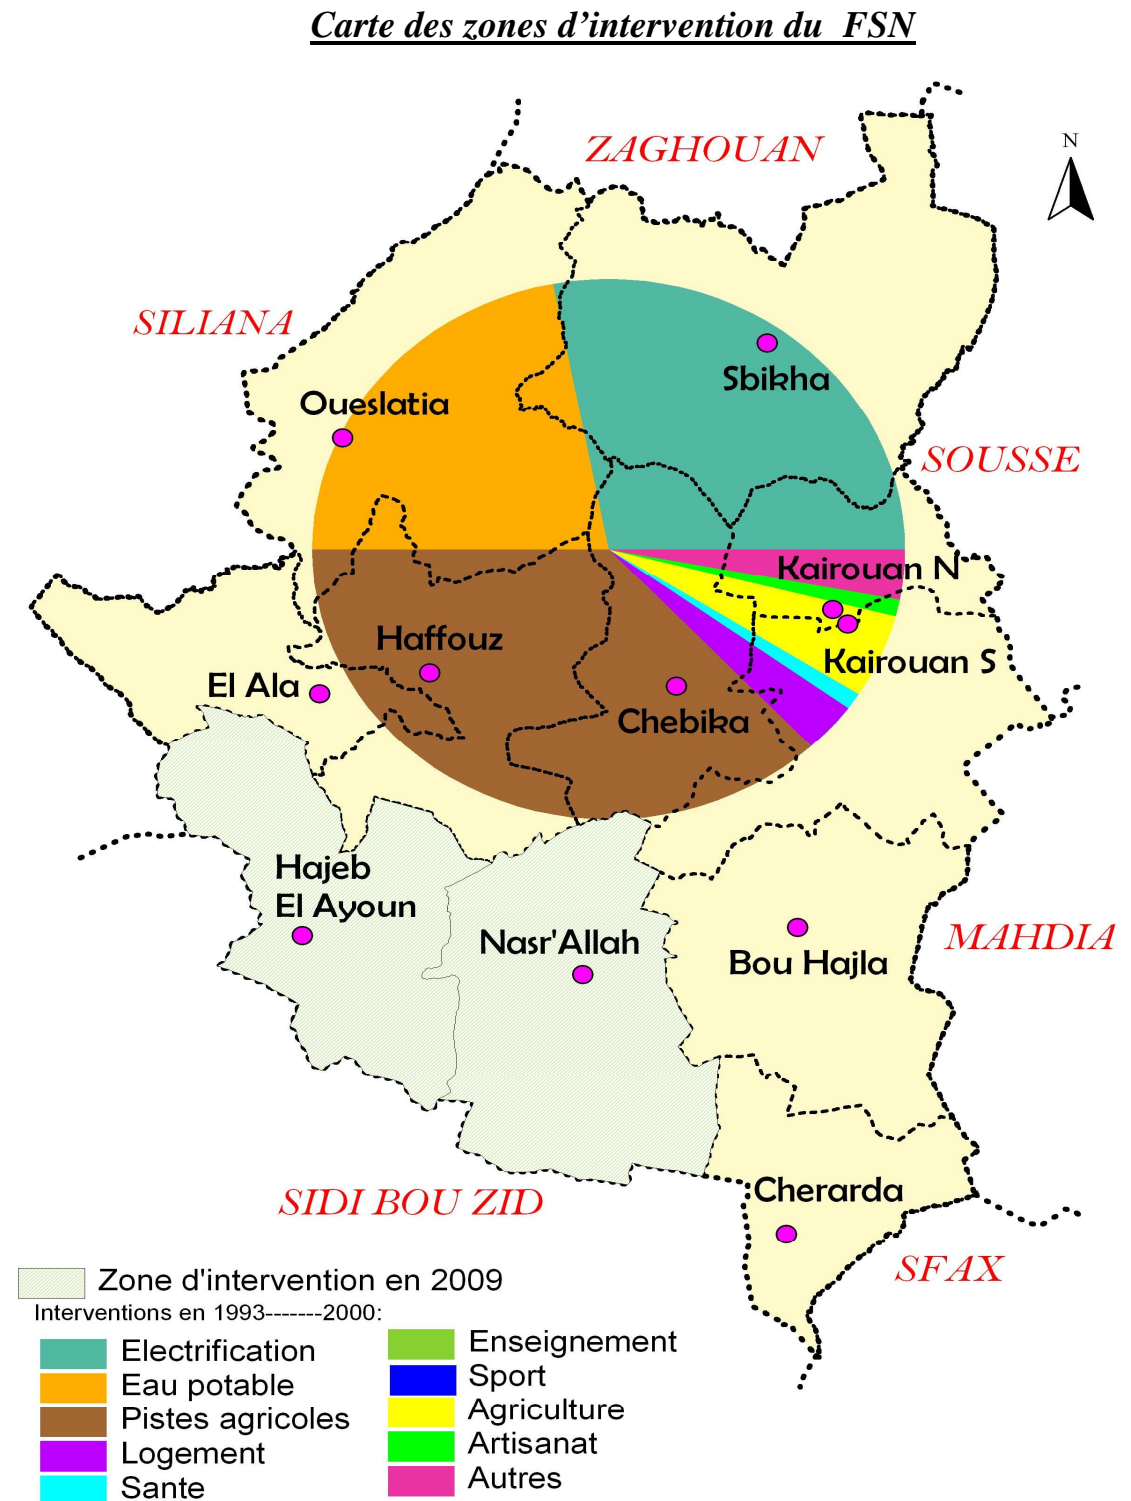 Carte des zones d'intervention du FSN
ZAGHOUAN
N
SILIANA
Sbikha
Oueslatia
SOUSSE
Kairouan N
Haffouz
Kairouan S
El Ala
Chebika
Hajeb
El Ayoun
Nasr'Allah
MAHDIA
Bou Hajla
SIDI BOU ZID
Cherarda
SFAX
Zone d'intervention en 2009
Interventions en 1993-------2000:
Electrification
Eau potable
Pistes agricoles
Logement
Sante
Enseignement
Sport
Agriculture
Artisanat
Autres